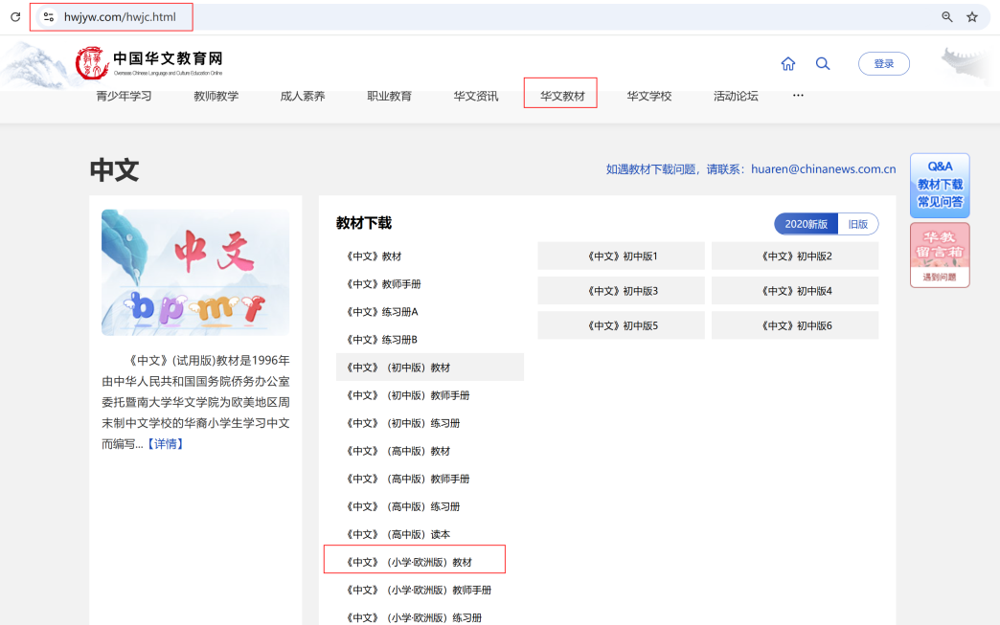 hwjyw.com/hwjc.html
中国华文教育网
Overseas Chinese Language and Culture Education Online
登录
青少年学习 教师教学 成人素养 职业教育 华文资讯 华文教材 华文学校 活动论坛 ...
中文
如遇教材下载问题，请联系：huaren@chinanews.com.cn
Q&A
教材下载
常见问答
华教
留言箱
遇到问题
中文
bpmf
《中文》(试用版)教材是1996年
由中华人民共和国国务院侨务办公室
委托暨南大学华文学院为欧美地区周
末制中文学校的华裔小学生学习中文
而编写...【详情】
教材下载
2020新版 旧版
《中文》教材
《中文》教师手册
《中文》练习册A
《中文》练习册B
《中文》（初中版）教材
《中文》（初中版）教师手册
《中文》（初中版）练习册
《中文》（高中版）教材
《中文》（高中版）教师手册
《中文》（高中版）练习册
《中文》（高中版）读本
《中文》（小学·欧洲版）教材
《中文》（小学·欧洲版）教师手册
《中文》（小学·欧洲版）练习册
《中文》初中版1 《中文》初中版2
《中文》初中版3 《中文》初中版4
《中文》初中版5 《中文》初中版6